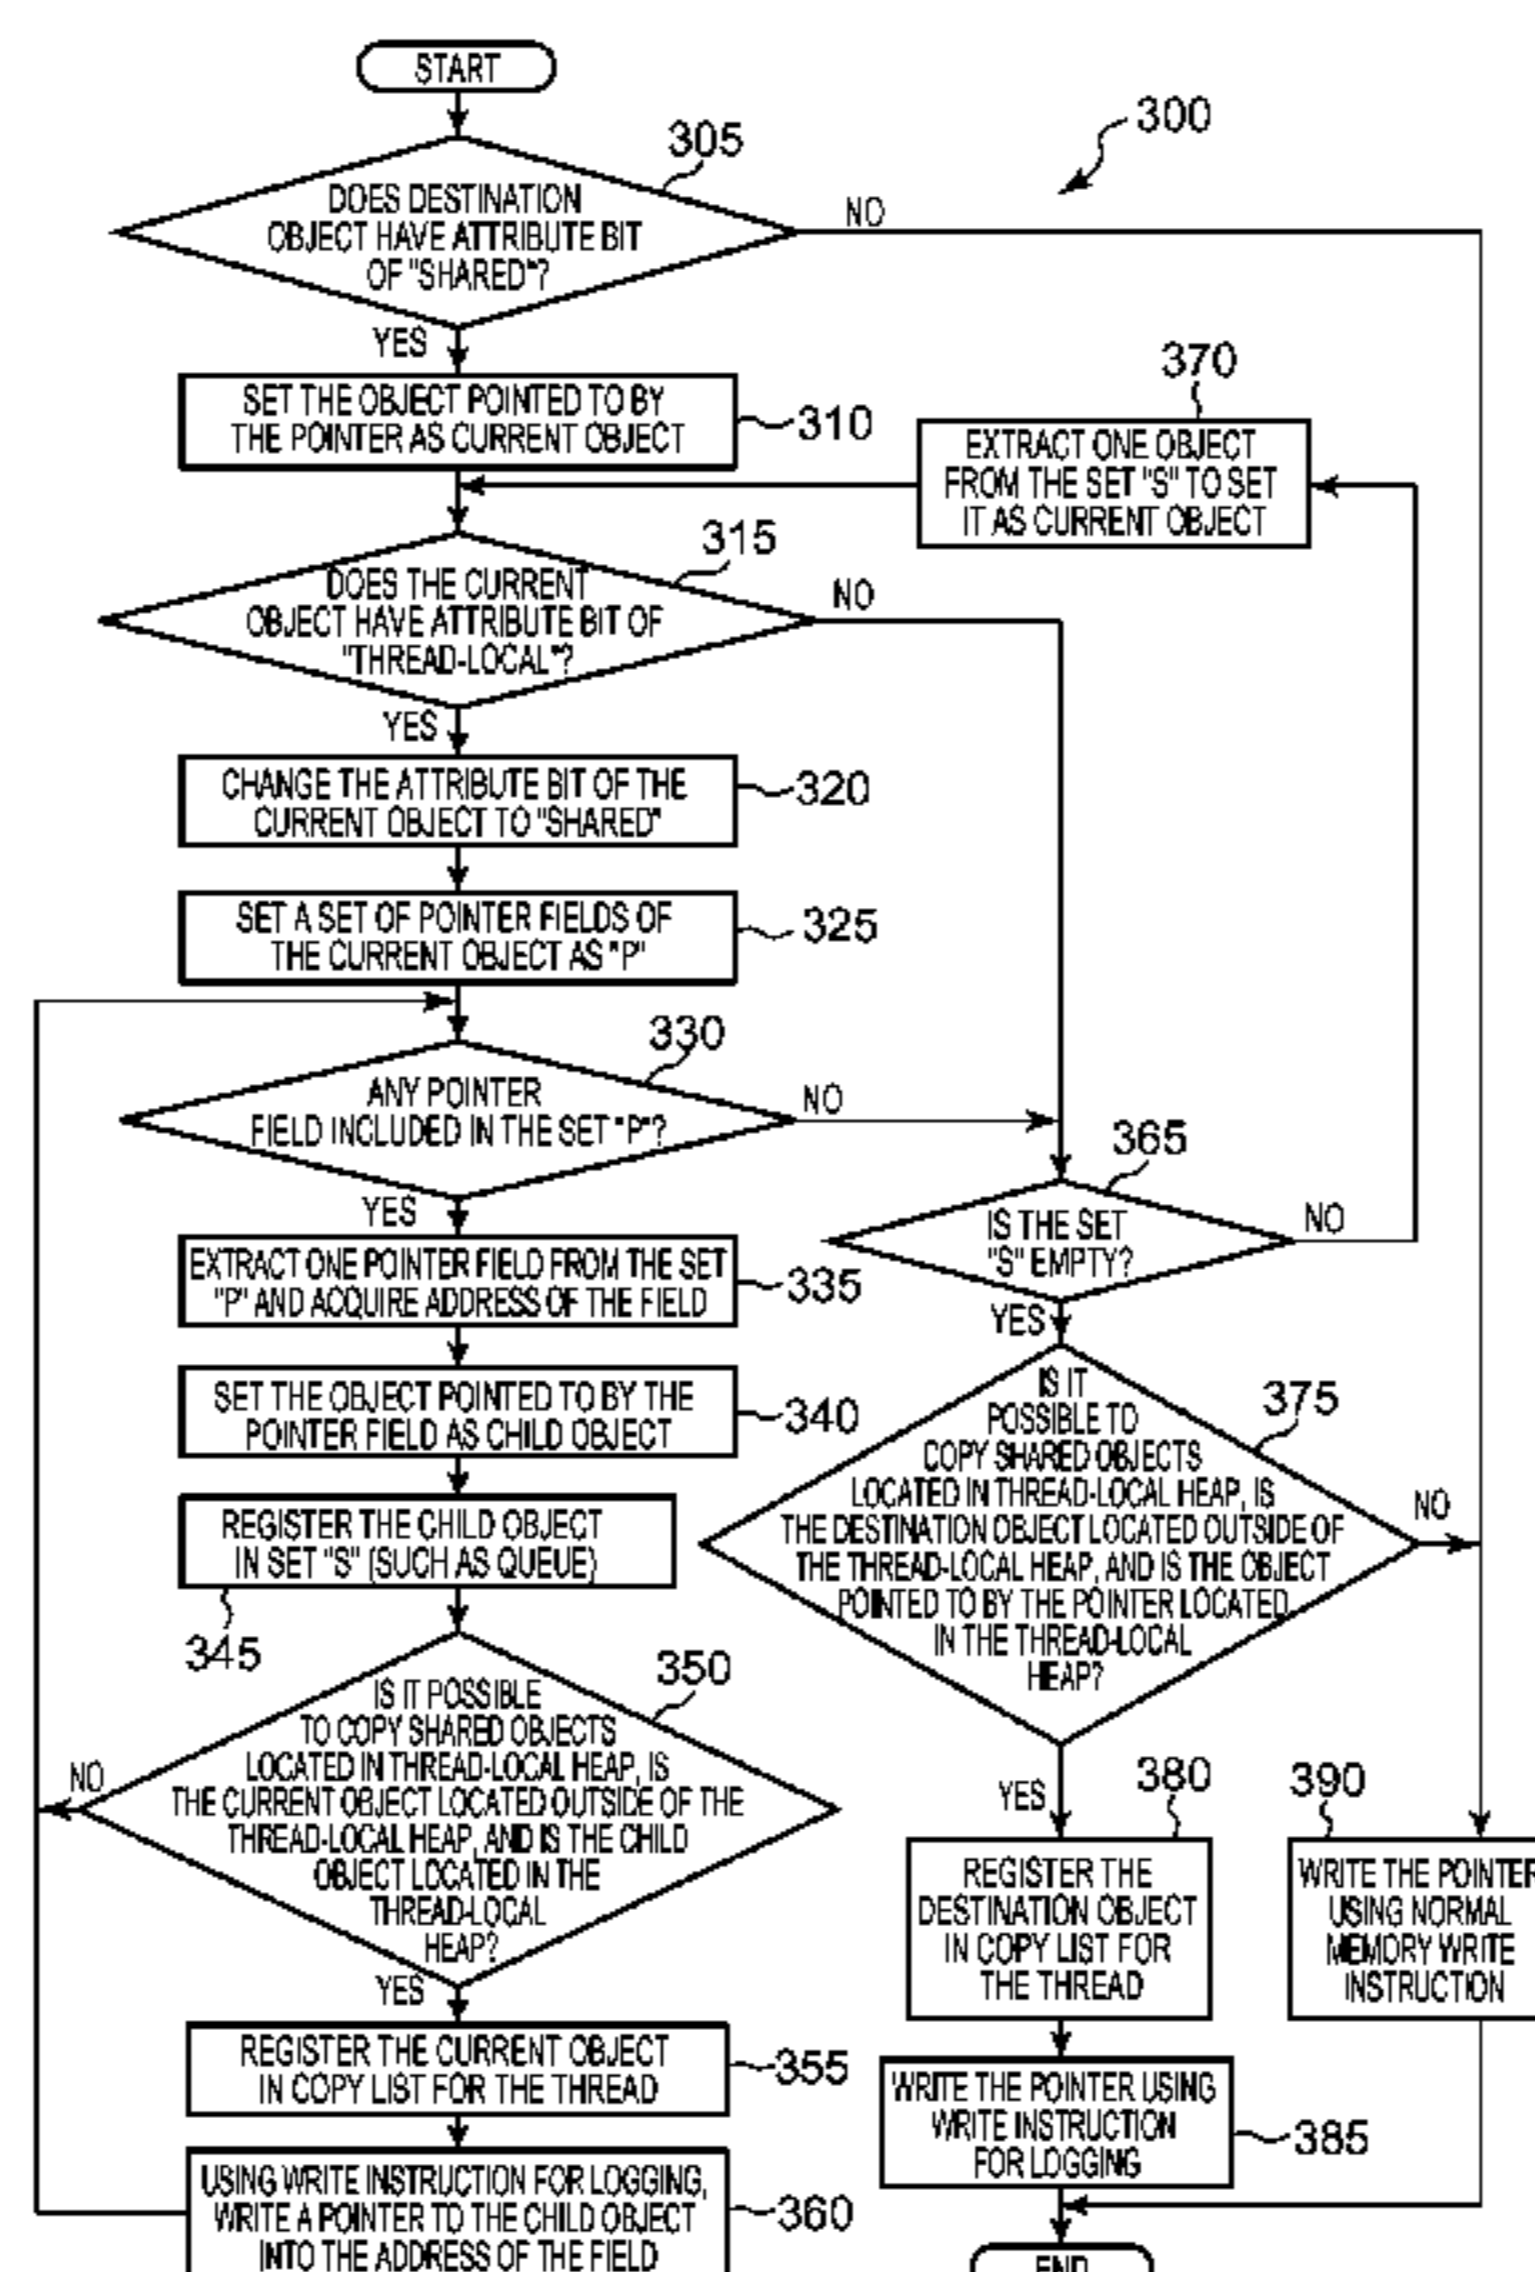 START
300
305
DOES DESTINATION
OBJECT HAVE ATTRIBUTE BIT
OF "SHARED"?
NO
YES
SET THE OBJECT POINTED TO BY
THE POINTER AS CURRENT OBJECT
310
370
EXTRACT ONE OBJECT
FROM THE SET "S" TO SET
IT AS CURRENT OBJECT
315
DOES THE CURRENT
OBJECT HAVE ATTRIBUTE BIT OF
"THREAD-LOCAL"?
NO
YES
CHANGE THE ATTRIBUTE BIT OF THE
CURRENT OBJECT TO "SHARED"
320
SET A SET OF POINTER FIELDS OF
THE CURRENT OBJECT AS "P"
325
330
ANY POINTER
FIELD INCLUDED IN THE SET "P"?
NO
YES
365
IS THE SET
"S" EMPTY?
NO
YES
EXTRACT ONE POINTER FIELD FROM THE SET
"P" AND ACQUIRE ADDRESS OF THE FIELD
335
SET THE OBJECT POINTED TO BY THE
POINTER FIELD AS CHILD OBJECT
340
REGISTER THE CHILD OBJECT
IN SET "S" (SUCH AS QUEUE)
345
375
IS IT
POSSIBLE TO
COPY SHARED OBJECTS
LOCATED IN THREAD-LOCAL HEAP, IS
THE DESTINATION OBJECT LOCATED OUTSIDE OF
THE THREAD-LOCAL HEAP, AND IS THE OBJECT
POINTED TO BY THE POINTER LOCATED
IN THE THREAD-LOCAL
HEAP?
NO
YES
350
IS IT POSSIBLE
TO COPY SHARED OBJECTS
LOCATED IN THREAD-LOCAL HEAP, IS
THE CURRENT OBJECT LOCATED OUTSIDE OF THE
THREAD-LOCAL HEAP, AND IS THE CHILD
OBJECT LOCATED IN THE
THREAD-LOCAL
HEAP?
NO
YES
380
REGISTER THE
DESTINATION OBJECT
IN COPY LIST FOR
THE THREAD
390
WRITE THE POINTER
USING NORMAL
MEMORY WRITE
INSTRUCTION
REGISTER THE CURRENT OBJECT
IN COPY LIST FOR THE THREAD
355
WRITE THE POINTER USING
WRITE INSTRUCTION
FOR LOGGING
385
USING WRITE INSTRUCTION FOR LOGGING,
WRITE A POINTER TO THE CHILD OBJECT
INTO THE ADDRESS OF THE FIELD
360
END